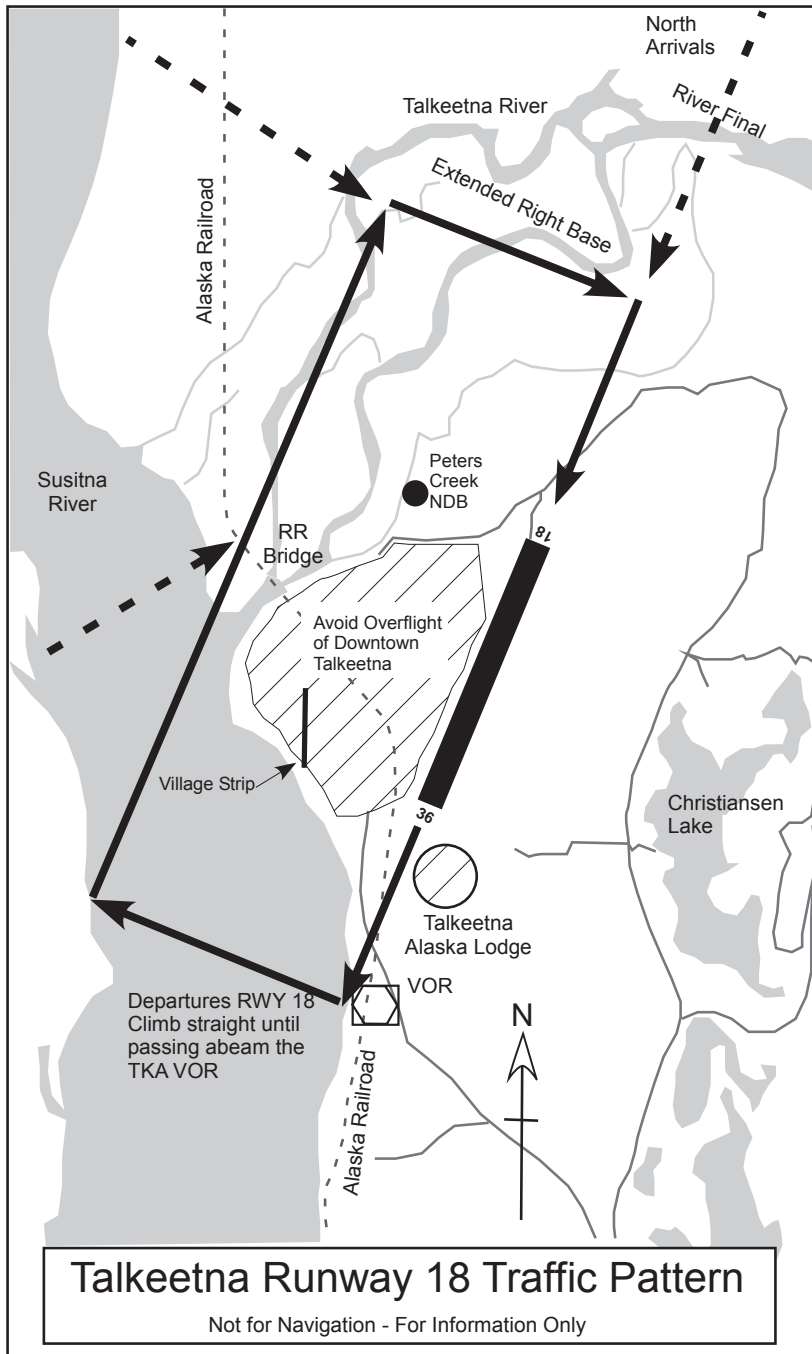 North
Arrivals
Talkeetna River
River Final
Extended Right Base
Alaska Railroad
Susitna
River
Peters
Creek
NDB
RR
Bridge
18
Avoid Overflight
of Downtown
Talkeetna
Village Strip
36
Christiansen
Lake
Talkeetna
Alaska Lodge
VOR
Departures RWY 18
Climb straight until
passing abeam the
TKA VOR
N
Alaska Railroad
Talkeetna Runway 18 Traffic Pattern
Not for Navigation - For Information Only